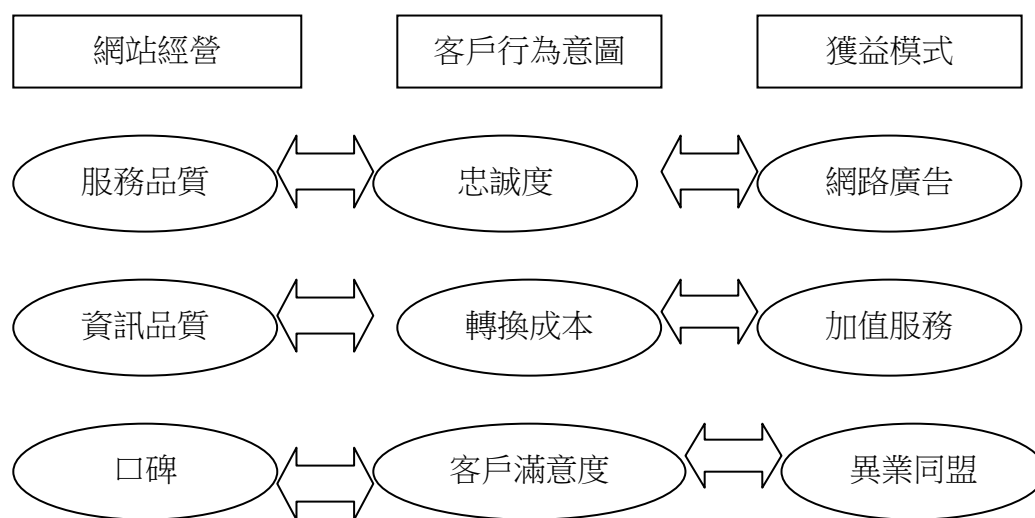 網站經營 客戶行為意圖 獲益模式
服務品質 忠誠度 網路廣告
資訊品質 轉換成本 加值服務
口碑 客戶滿意度 異業同盟